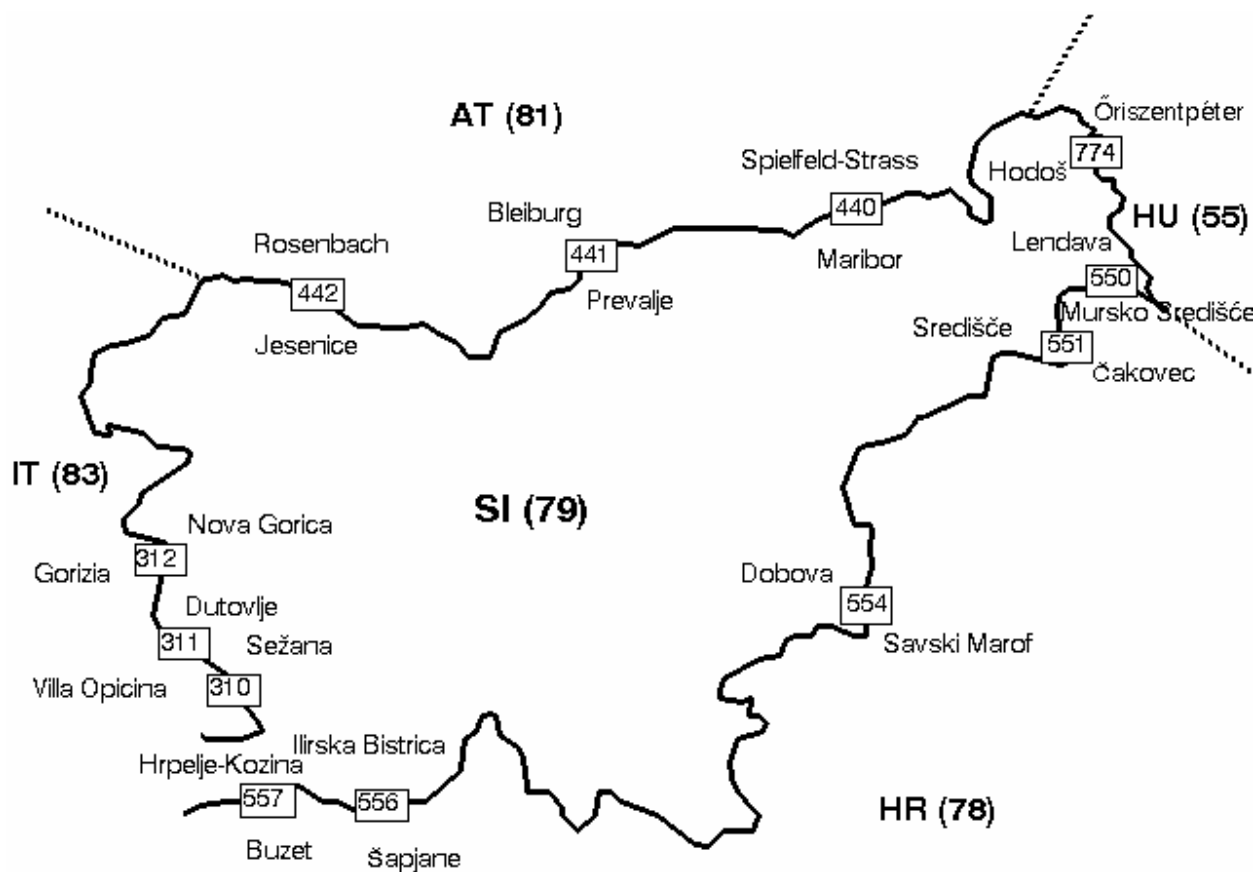 AT (81)
Őriszentpéter
774
Hodoš
Spielfeld-Strass
440
Maribor
HU (55)
Bleiburg
441
Prevalje
Rosenbach
442
Jesenice
Lendava
550
Mursko Središće
Središče
551
Čakovec
IT (83)
SI (79)
Nova Gorica
312
Gorizia
Dutovlje
311
Sežana
310
Villa Opicina
Dobova
554
Savski Marof
Ilirska Bistrica
Hrpelje-Kozina
557
556
Buzet
Šapjane
HR (78)